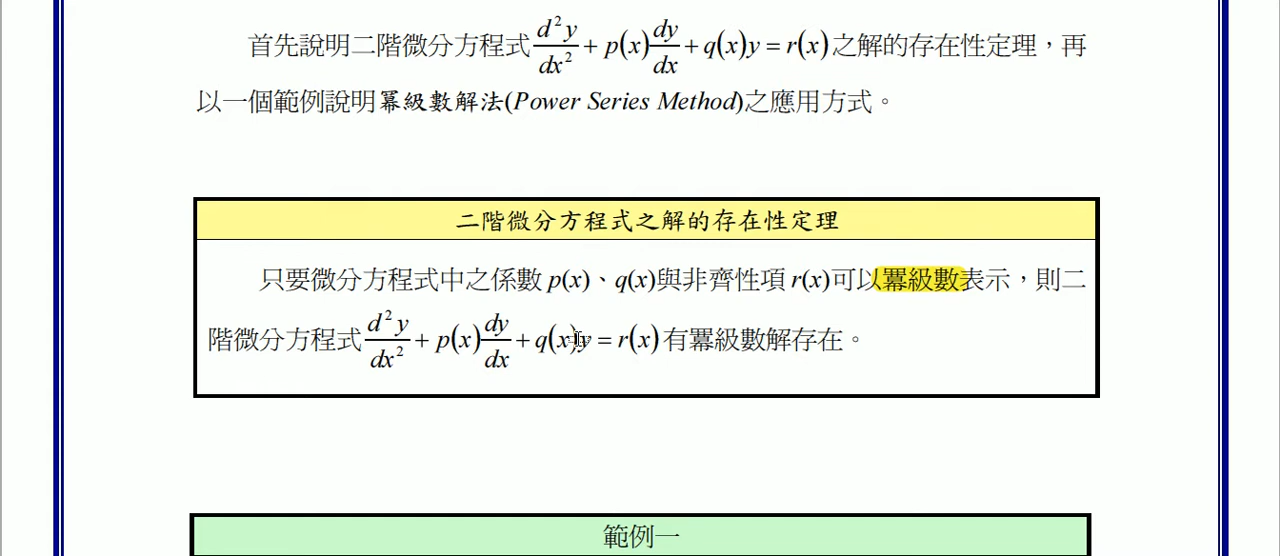 首先說明二階微分方程式 d²y/dx² + p(x) dy/dx + q(x)y = r(x) 之解的存在性定理，再
以一個範例說明冪級數解法(Power Series Method)之應用方式。
二階微分方程式之解的存在性定理
只要微分方程式中之係數 p(x)、q(x)與非齊性項 r(x)可以冪級數表示，則二
階微分方程式 d²y/dx² + p(x) dy/dx + q(x)y = r(x) 有冪級數解存在。
範例一